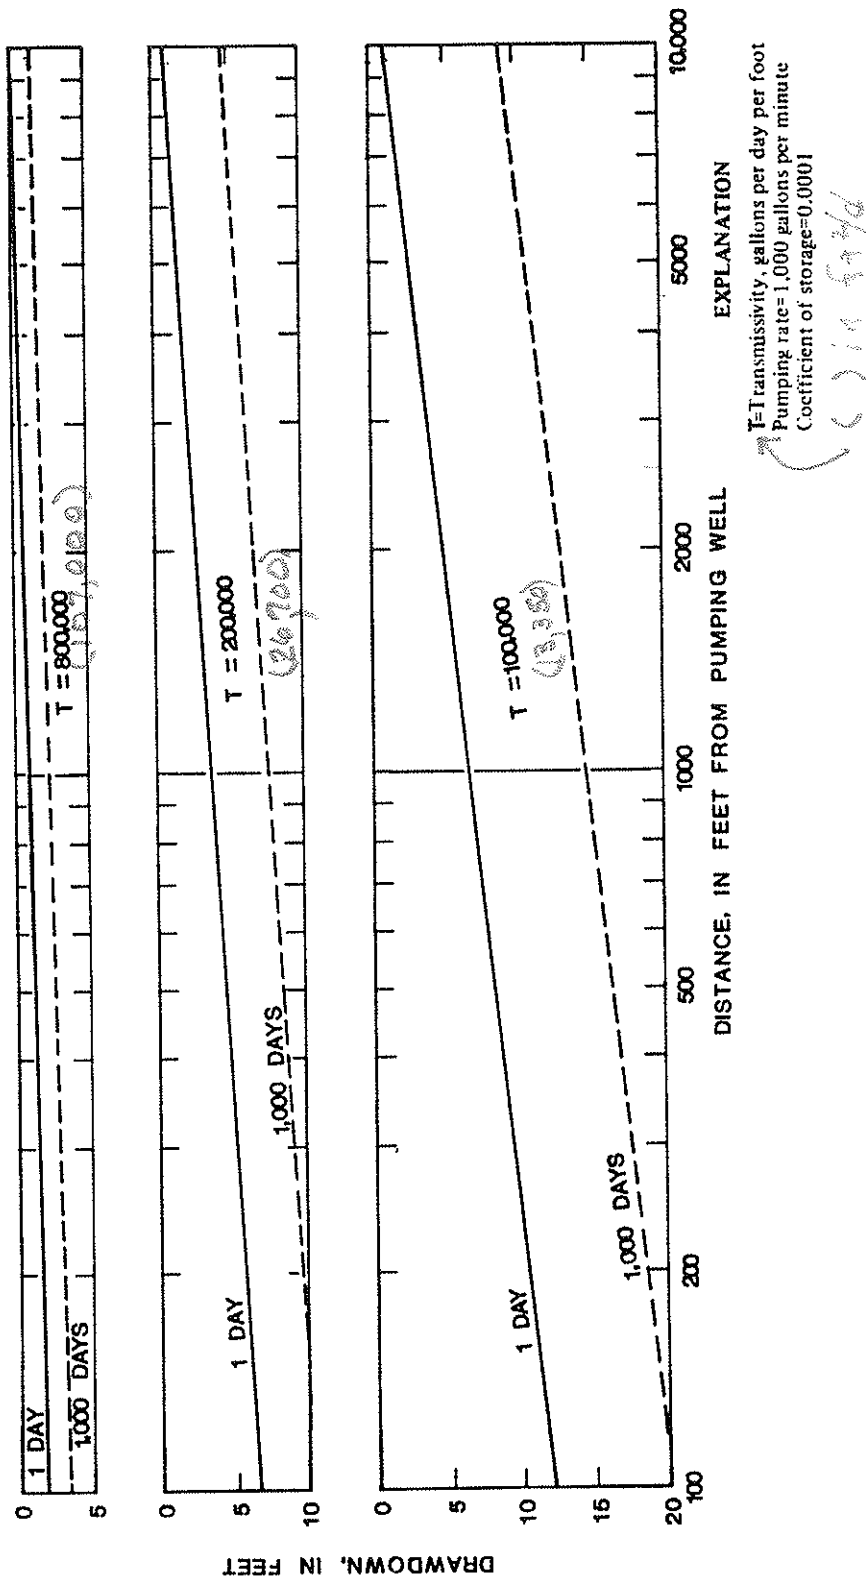 DRAWDOWN, IN FEET
0
5
1 DAY
1,000 DAYS
T = 800,000
0
5
10
1 DAY
1,000 DAYS
T = 200,000
(26,700)
0
5
10
15
20
1 DAY
1,000 DAYS
T = 100,000
(13,350)
100
200
500
1000
2000
5000
10,000
DISTANCE, IN FEET FROM PUMPING WELL
EXPLANATION
T=Transmissivity, gallons per day per foot
Pumping rate=1,000 gallons per minute
Coefficient of storage=0.0001
( ) in ft²/d